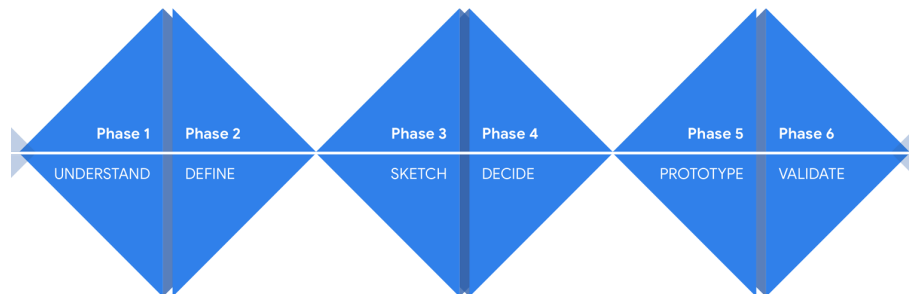 Phase 1
Phase 2
Phase 3
Phase 4
Phase 5
Phase 6
UNDERSTAND
DEFINE
SKETCH
DECIDE
PROTOTYPE
VALIDATE